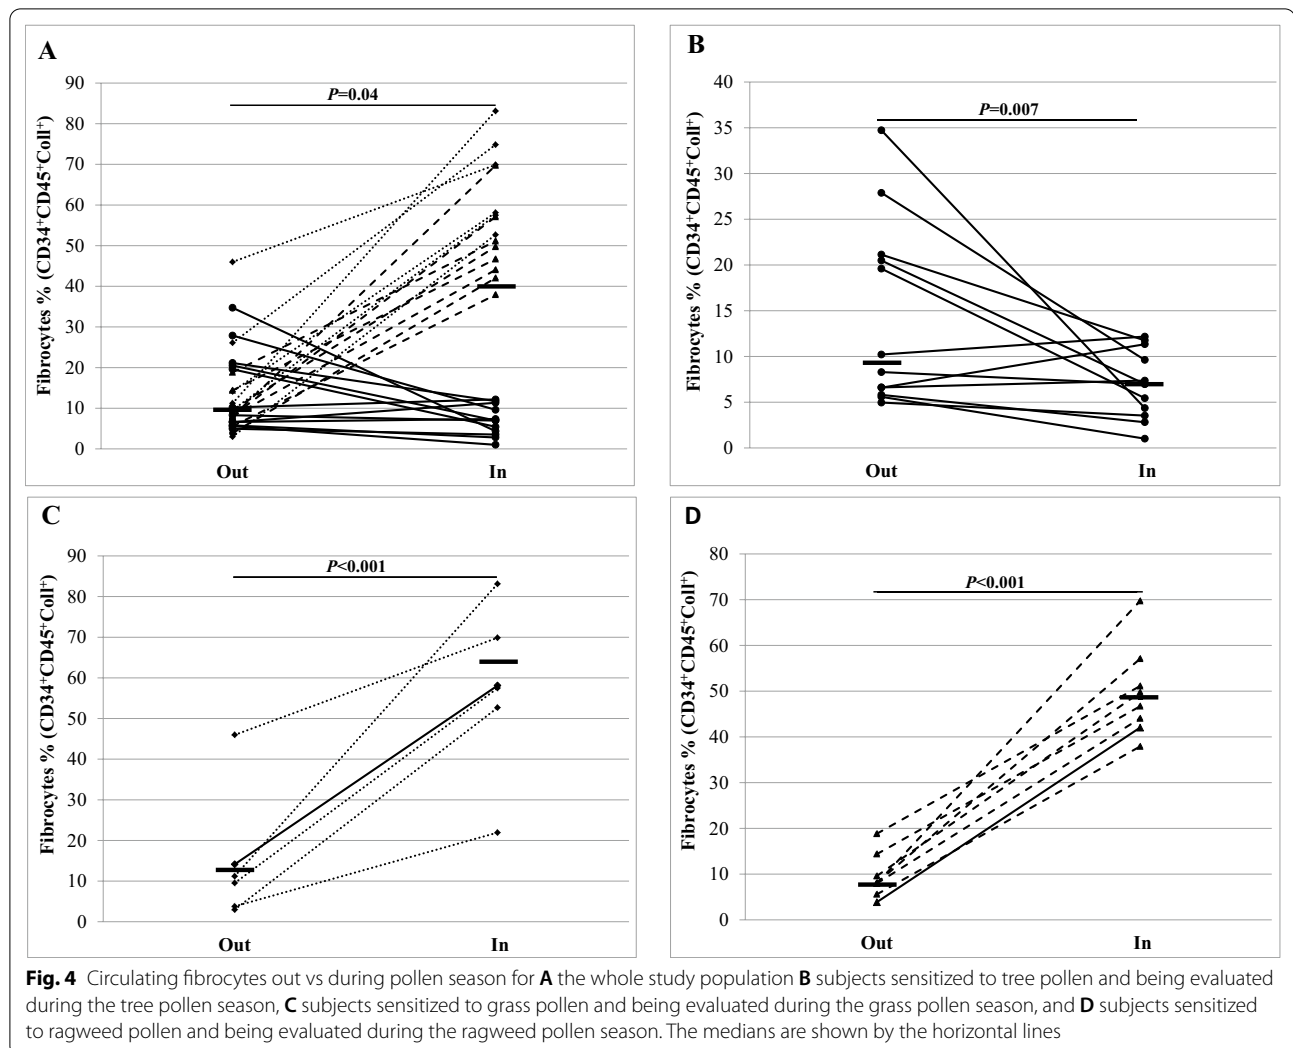 A
P=0.04
Fibrocytes % (CD34⁺CD45⁺ColI⁺)
90
80
70
60
50
40
30
20
10
0
Out In
B
P=0.007
Fibrocytes % (CD34⁺CD45⁺ColI⁺)
40
35
30
25
20
15
10
5
0
Out In
C
P<0.001
Fibrocytes % (CD34⁺CD45⁺ColI⁺)
90
80
70
60
50
40
30
20
10
0
Out In
D
P<0.001
Fibrocytes % (CD34⁺CD45⁺ColI⁺)
80
70
60
50
40
30
20
10
0
Out In
Fig. 4 Circulating fibrocytes out vs during pollen season for A the whole study population B subjects sensitized to tree pollen and being evaluated
during the tree pollen season, C subjects sensitized to grass pollen and being evaluated during the grass pollen season, and D subjects sensitized
to ragweed pollen and being evaluated during the ragweed pollen season. The medians are shown by the horizontal lines